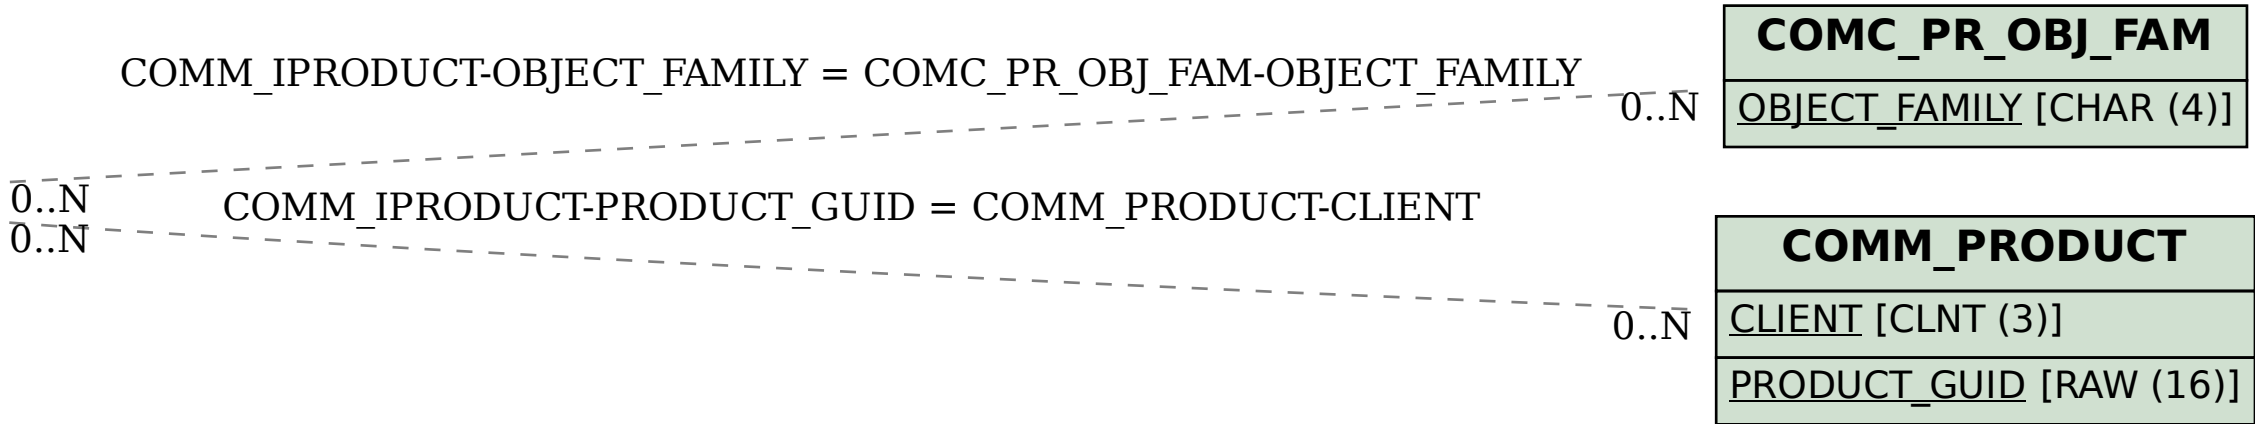 COMM_IPRODUCT-OBJECT_FAMILY = COMC_PR_OBJ_FAM-OBJECT_FAMILY
0..N
0..N
COMM_IPRODUCT-PRODUCT_GUID = COMM_PRODUCT-CLIENT
0..N
0..N
COMC_PR_OBJ_FAM
OBJECT_FAMILY [CHAR (4)]
COMM_PRODUCT
CLIENT [CLNT (3)]
PRODUCT_GUID [RAW (16)]